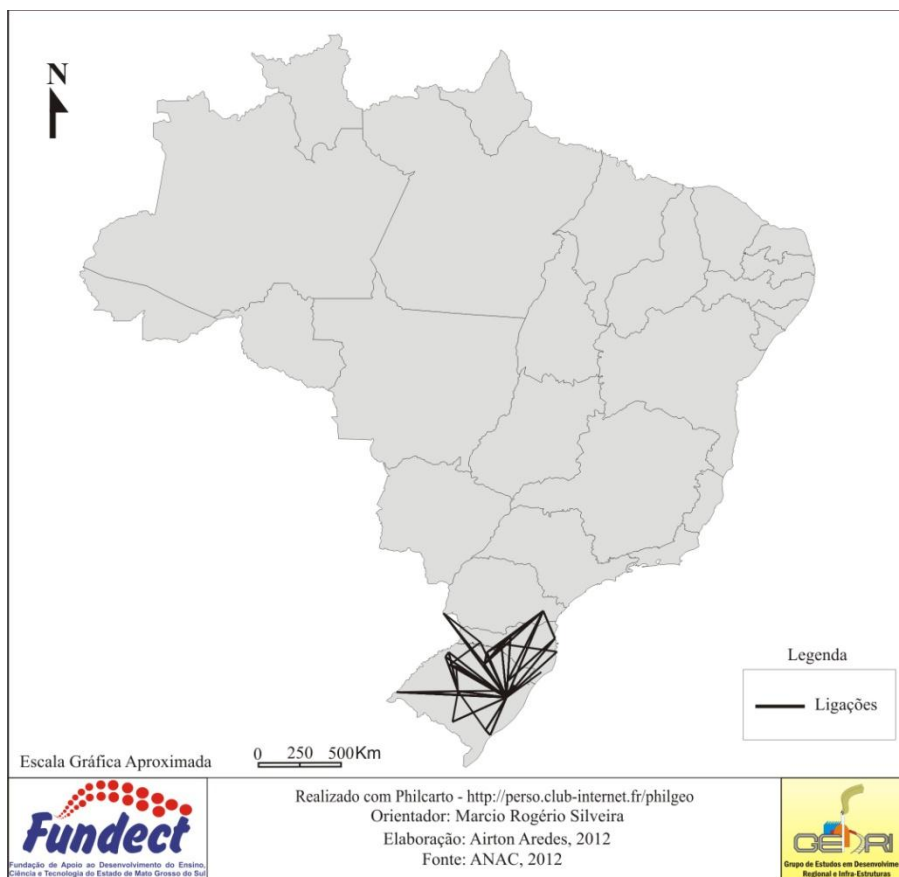 N
Legenda
Ligações
Escala Gráfica Aproximada
0 250 500Km
Fundect
Fundação de Apoio ao Desenvolvimento do Ensino,
Ciência e Tecnologia do Estado de Mato Grosso do Sul
Realizado com Philcarto - http://perso.club-internet.fr/philgeo
Orientador: Marcio Rogério Silveira
Elaboração: Airton Aredes, 2012
Fonte: ANAC, 2012
GEDRI
Grupo de Estudos em Desenvolvime
Regional e Infra-Estruturas